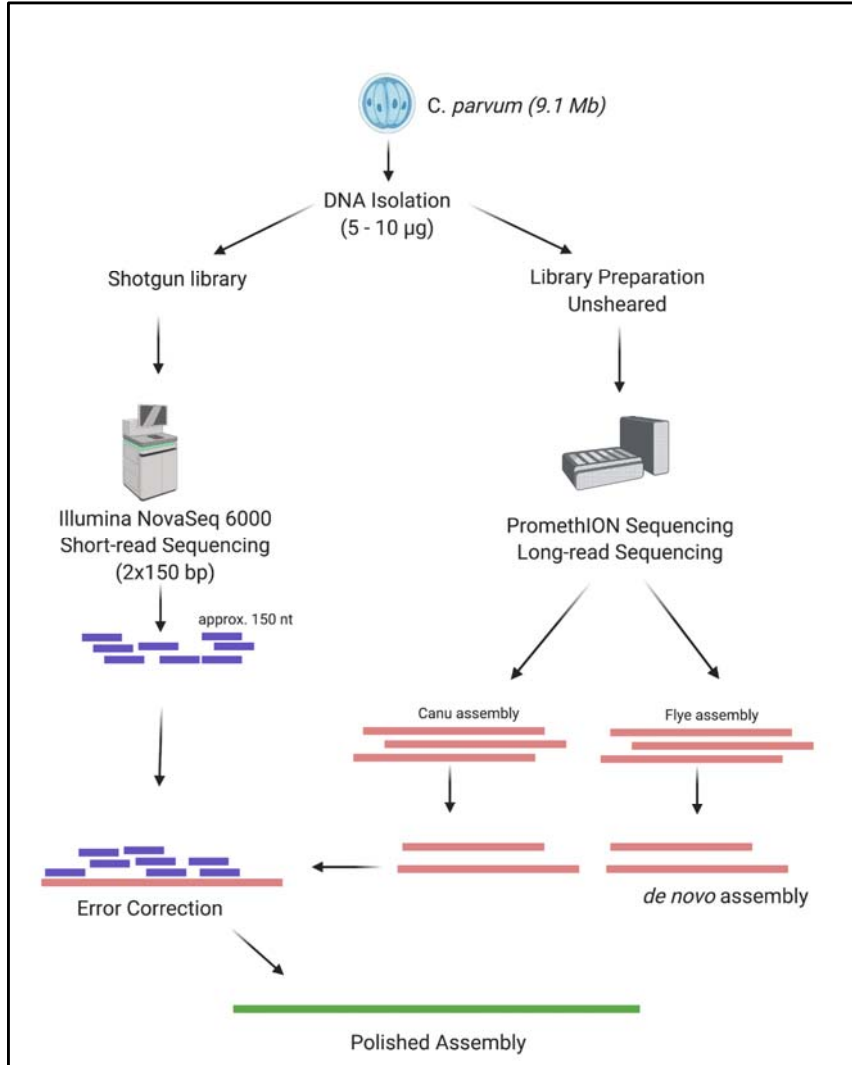 C. parvum (9.1 Mb)
DNA Isolation
(5 - 10 µg)
Shotgun library
Library Preparation
Unsheared
Illumina NovaSeq 6000
Short-read Sequencing
(2x150 bp)
PromethION Sequencing
Long-read Sequencing
approx. 150 nt
Canu assembly
Flye assembly
Error Correction
de novo assembly
Polished Assembly